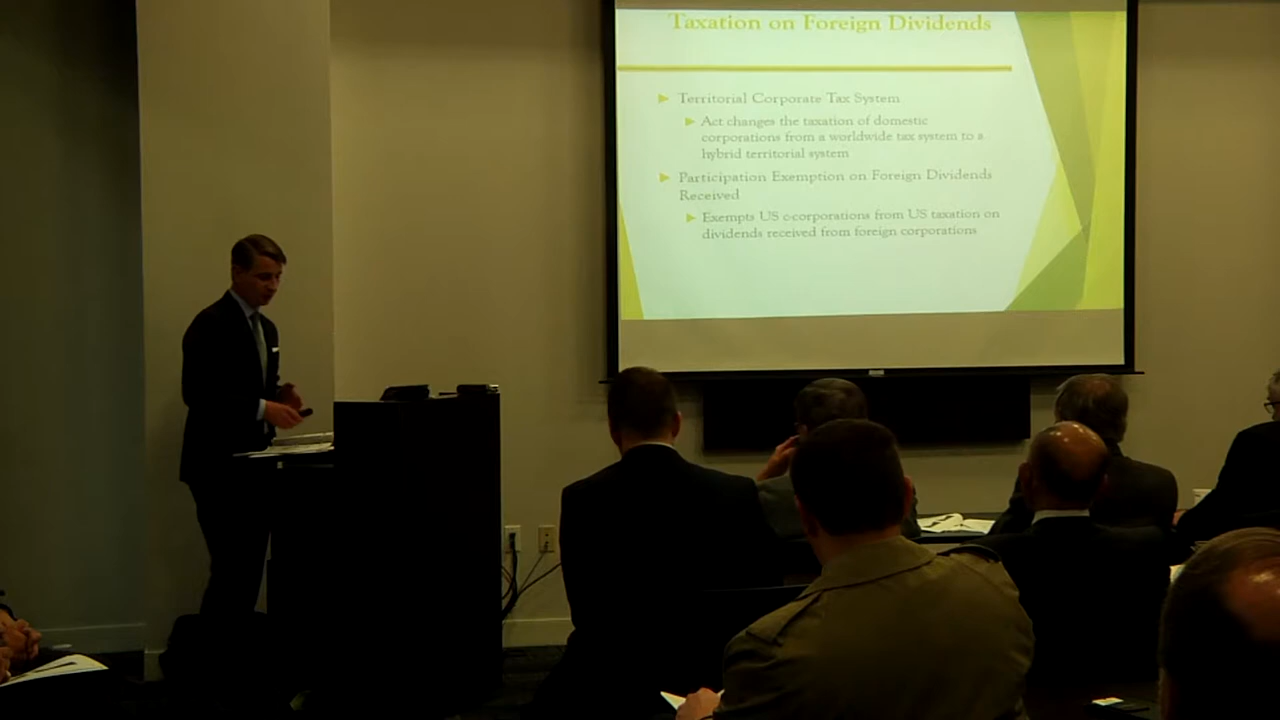 Taxation on Foreign Dividends
Territorial Corporate Tax System
Act changes the taxation of domestic
corporations from a worldwide tax system to a
hybrid territorial system
Participation Exemption on Foreign Dividends
Received
Exempts US c-corporations from US taxation on
dividends received from foreign corporations